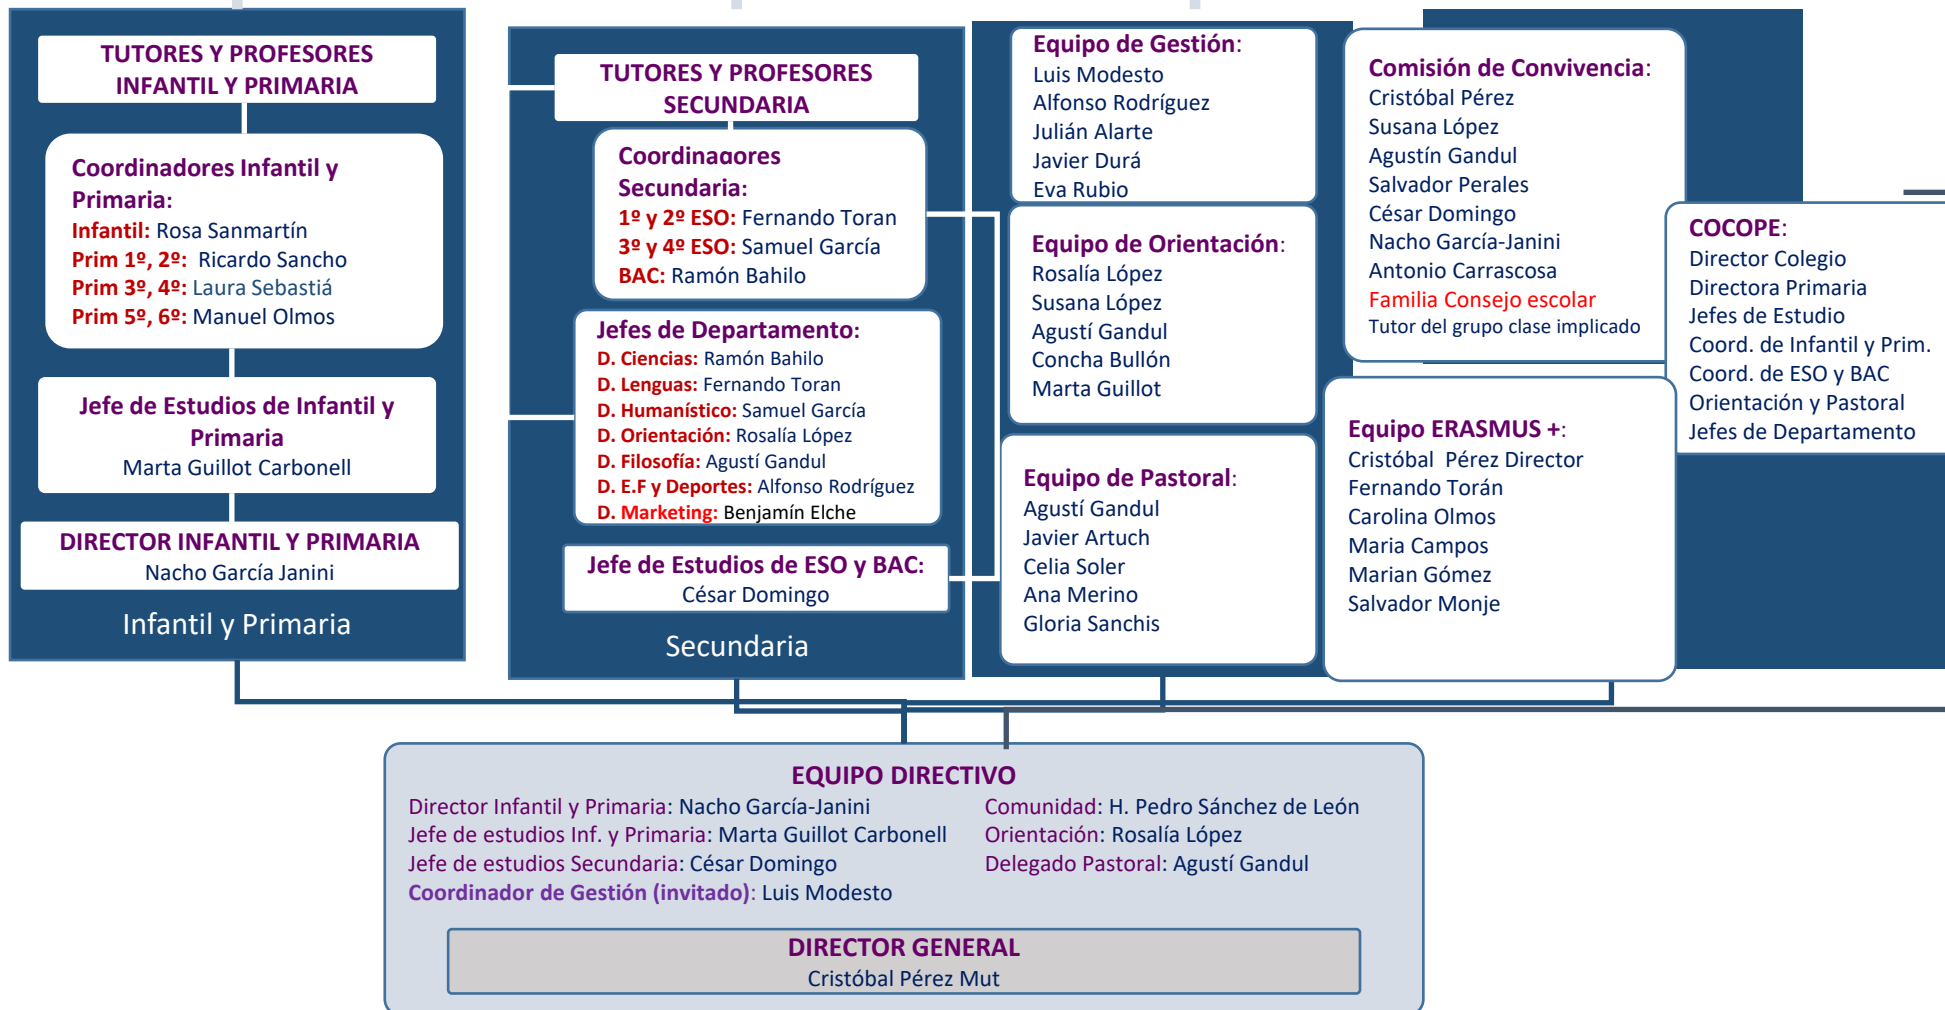 TUTORES Y PROFESORES
INFANTIL Y PRIMARIA
Coordinadores Infantil y
Primaria:
Infantil: Rosa Sanmartín
Prim 1º, 2º: Ricardo Sancho
Prim 3º, 4º: Laura Sebastiá
Prim 5º, 6º: Manuel Olmos
Jefe de Estudios de Infantil y
Primaria
Marta Guillot Carbonell
DIRECTOR INFANTIL Y PRIMARIA
Nacho García Janini
Infantil y Primaria
TUTORES Y PROFESORES
SECUNDARIA
Coordinadores
Secundaria:
1º y 2º ESO: Fernando Toran
3º y 4º ESO: Samuel García
BAC: Ramón Bahilo
Jefes de Departamento:
D. Ciencias: Ramón Bahilo
D. Lenguas: Fernando Toran
D. Humanístico: Samuel García
D. Orientación: Rosalía López
D. Filosofía: Agustí Gandul
D. E.F y Deportes: Alfonso Rodríguez
D. Marketing: Benjamín Elche
Jefe de Estudios de ESO y BAC:
César Domingo
Secundaria
Equipo de Gestión:
Luis Modesto
Alfonso Rodríguez
Julián Alarte
Javier Durá
Eva Rubio
Equipo de Orientación:
Rosalía López
Susana López
Agustí Gandul
Concha Bullón
Marta Guillot
Equipo de Pastoral:
Agustí Gandul
Javier Artuch
Celia Soler
Ana Merino
Gloria Sanchis
Comisión de Convivencia:
Cristóbal Pérez
Susana López
Agustín Gandul
Salvador Perales
César Domingo
Nacho García-Janini
Antonio Carrascosa
Familia Consejo escolar
Tutor del grupo clase implicado
Equipo ERASMUS +:
Cristóbal Pérez Director
Fernando Torán
Carolina Olmos
Maria Campos
Marian Gómez
Salvador Monje
COCOPE:
Director Colegio
Directora Primaria
Jefes de Estudio
Coord. de Infantil y Prim.
Coord. de ESO y BAC
Orientación y Pastoral
Jefes de Departamento
EQUIPO DIRECTIVO
Director Infantil y Primaria: Nacho García-Janini
Jefe de estudios Inf. y Primaria: Marta Guillot Carbonell
Jefe de estudios Secundaria: César Domingo
Coordinador de Gestión (invitado): Luis Modesto
Comunidad: H. Pedro Sánchez de León
Orientación: Rosalía López
Delegado Pastoral: Agustí Gandul
DIRECTOR GENERAL
Cristóbal Pérez Mut